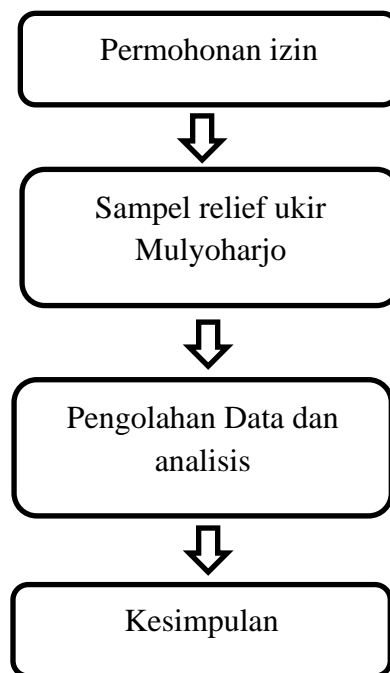 Permohonan izin
Sampel relief ukir
Mulyoharjo
Pengolahan Data dan
analisis
Kesimpulan